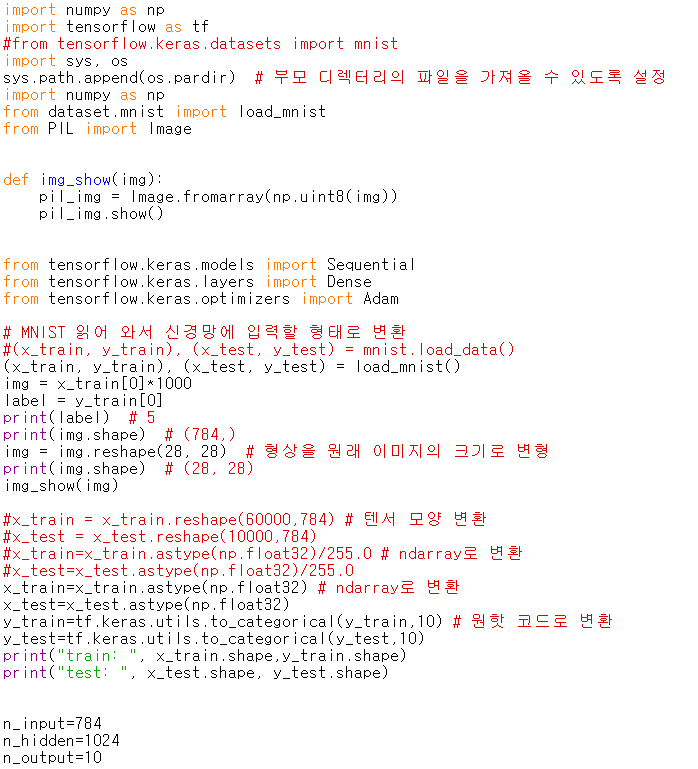 import numpy as np
import tensorflow as tf
#from tensorflow.keras.datasets import mnist
import sys, os
sys.path.append(os.pardir)  # 부모 디렉터리의 파일을 가져올 수 있도록 설정
import numpy as np
from dataset.mnist import load_mnist
from PIL import Image
def img_show(img):
    pil_img = Image.fromarray(np.uint8(img))
    pil_img.show()
from tensorflow.keras.models import Sequential
from tensorflow.keras.layers import Dense
from tensorflow.keras.optimizers import Adam
# MNIST 읽어 와서 신경망에 입력할 형태로 변환
#(x_train, y_train), (x_test, y_test) = mnist.load_data()
(x_train, y_train), (x_test, y_test) = load_mnist()
img = x_train[0]*1000
label = y_train[0]
print(label)  # 5
print(img.shape)  # (784,)
img = img.reshape(28, 28)  # 형상을 원래 이미지의 크기로 변형
print(img.shape)  # (28, 28)
img_show(img)
#x_train = x_train.reshape(60000,784) # 텐서 모양 변환
#x_test = x_test.reshape(10000,784)
#x_train=x_train.astype(np.float32)/255.0 # ndarray로 변환
#x_test=x_test.astype(np.float32)/255.0
x_train=x_train.astype(np.float32) # ndarray로 변환
x_test=x_test.astype(np.float32)
y_train=tf.keras.utils.to_categorical(y_train,10) # 원핫 코드로 변환
y_test=tf.keras.utils.to_categorical(y_test,10)
print("train: ", x_train.shape,y_train.shape)
print("test: ", x_test.shape, y_test.shape)
n_input=784
n_hidden=1024
n_output=10